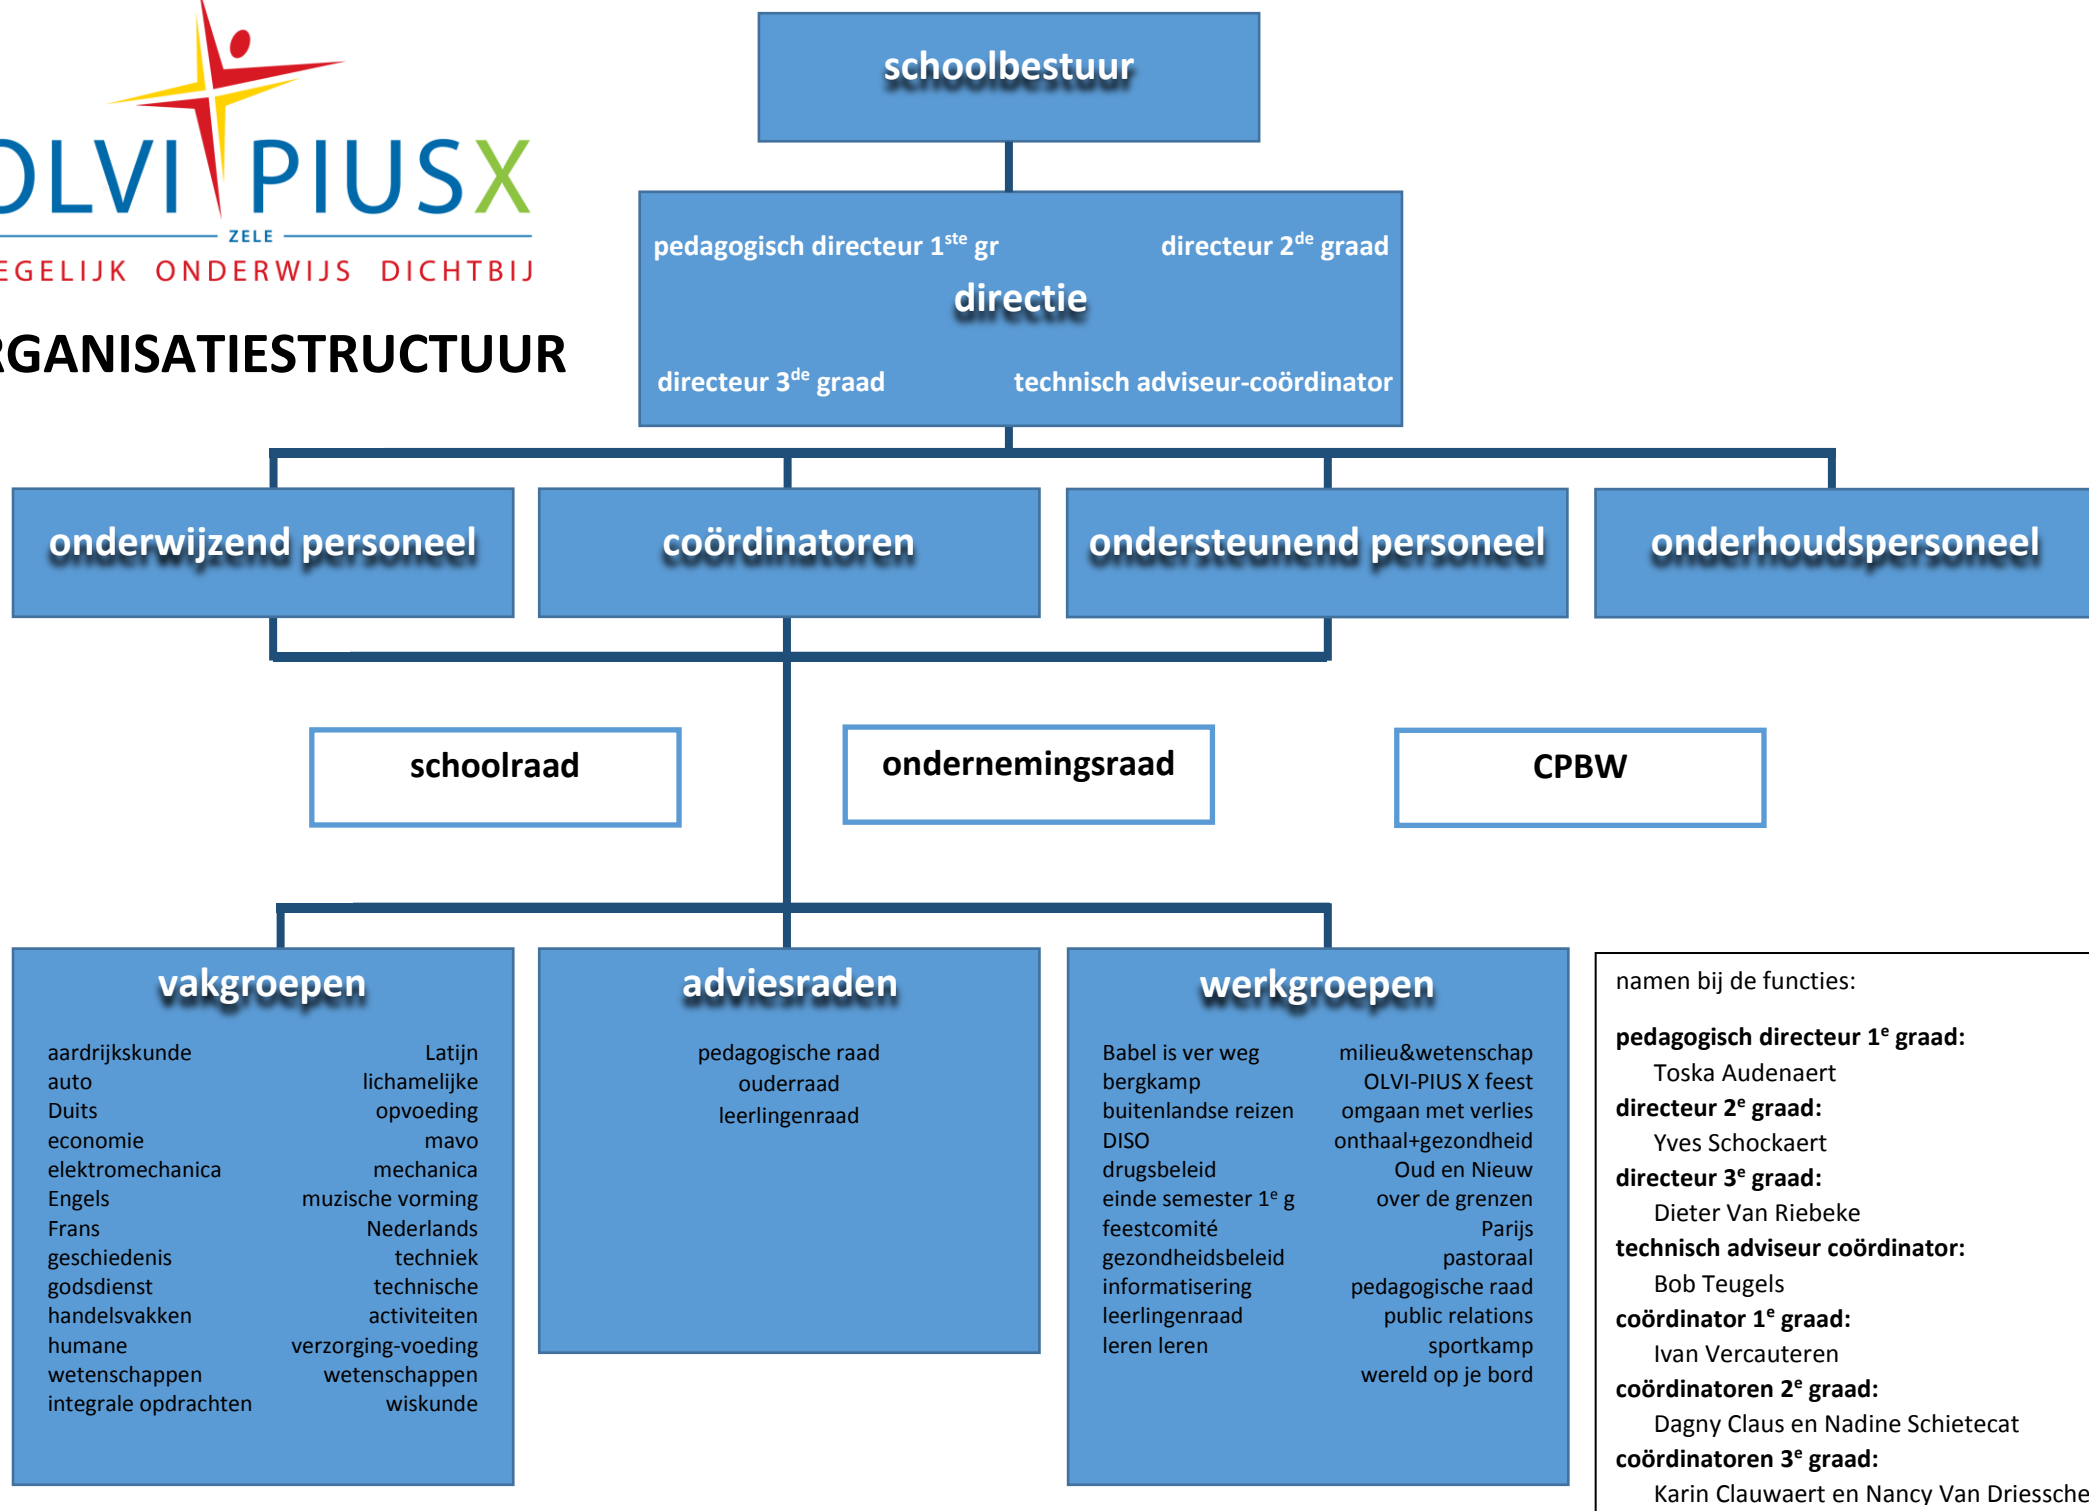 OLVI PIUSX
ZELE
EGELIJK ONDERWIJS DICHTBIJ
RGANISATIESTRUCTUUR
schoolbestuur
pedagogisch directeur 1ste gr
directeur 2de graad
directie
directeur 3de graad
technisch adviseur-coördinator
onderwijzend personeel
coördinatoren
ondersteunend personeel
onderhoudspersoneel
schoolraad
ondernemingsraad
CPBW
vakgroepen
aardrijkskunde
auto
Duits
economie
elektromechanica
Engels
Frans
geschiedenis
godsdienst
handelsvakken
humane
wetenschappen
integrale opdrachten
Latijn
lichamelijke
opvoeding
mavo
mechanica
muzische vorming
Nederlands
techniek
technische
activiteiten
verzorging-voeding
wetenschappen
wiskunde
adviesraden
pedagogische raad
ouderraad
leerlingenraad
werkgroepen
Babel is ver weg
bergkamp
buitenlandse reizen
DISO
drugsbeleid
einde semester 1e g
feestcomité
gezondheidsbeleid
informatisering
leerlingenraad
leren leren
milieu&wetenschap
OLVI-PIUS X feest
omgaan met verlies
onthaal+gezondheid
Oud en Nieuw
over de grenzen
Parijs
pastoraal
pedagogische raad
public relations
sportkamp
wereld op je bord
namen bij de functies:
pedagogisch directeur 1e graad:
Toska Audenaert
directeur 2e graad:
Yves Schockaert
directeur 3e graad:
Dieter Van Riebeke
technisch adviseur coördinator:
Bob Teugels
coördinator 1e graad:
Ivan Vercauteren
coördinatoren 2e graad:
Dagny Claus en Nadine Schietecat
coördinatoren 3e graad:
Karin Clauwaert en Nancy Van Driessche